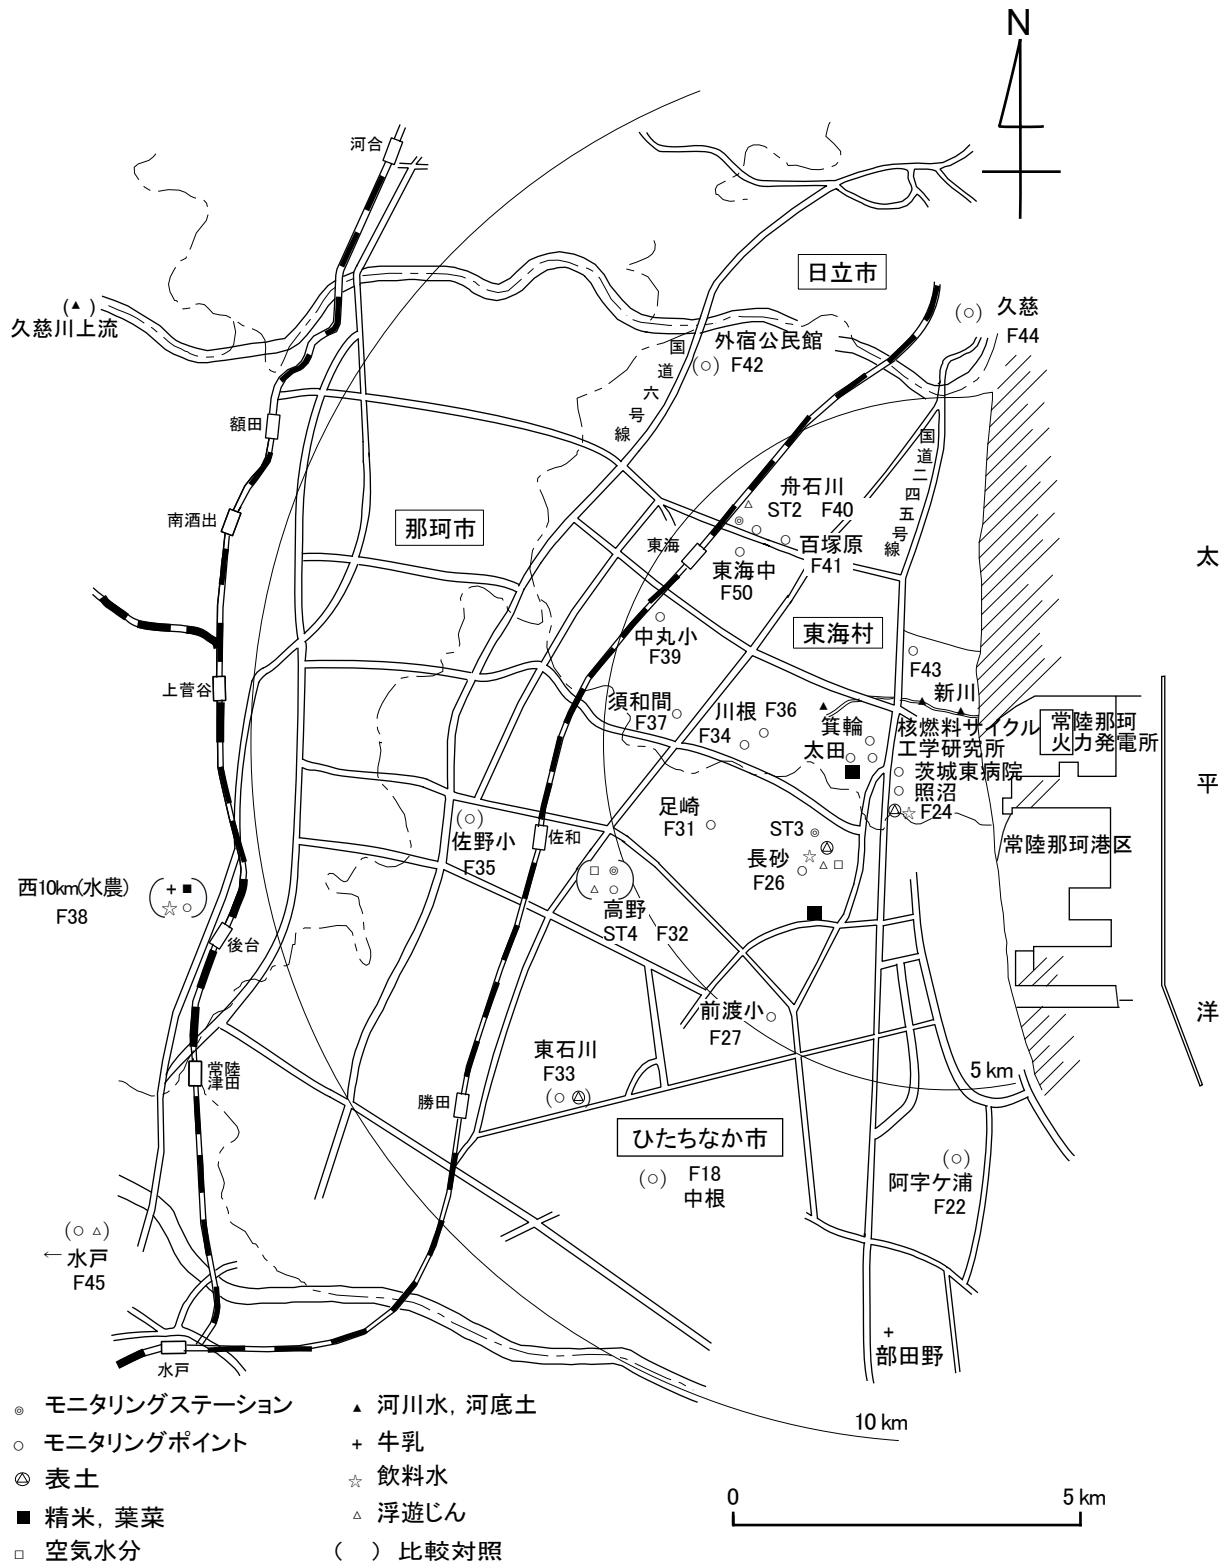 N
河合
日立市
(▲)
久慈川上流
(○) 久慈
F44
外宿公民館
(○) F42
国道六号線
額田
国道二四五号線
舟石川
ST2 F40
南酒出
那珂市
東海
百塚原
F41
東海中
F50
太平洋
中丸小
F39
東海村
F43
上菅谷
新川
須和間
F37
川根 F36
F34
箕輪
太田
核燃料サイクル
工学研究所
常陸那珂
火力発電所
茨城東病院
照沼
F24
足崎
F31
ST3
長砂
F26
常陸那珂港区
(○)
佐野小
F35
佐和
西10km(水農)
F38
高野
ST4 F32
後台
前渡小
F27
東石川
F33
(○ )
常陸
津田
勝田
5 km
ひたちなか市
(○) F18
中根
(○)
阿字ケ浦
F22
(○ △)
← 水戸
F45
+
部田野
水戸
10 km
◎ モニタリングステーション
○ モニタリングポイント
表土
■ 精米, 葉菜
□ 空気水分
▲ 河川水, 河底土
+ 牛乳
☆ 飲料水
△ 浮遊じん
( ) 比較対照
0 5 km